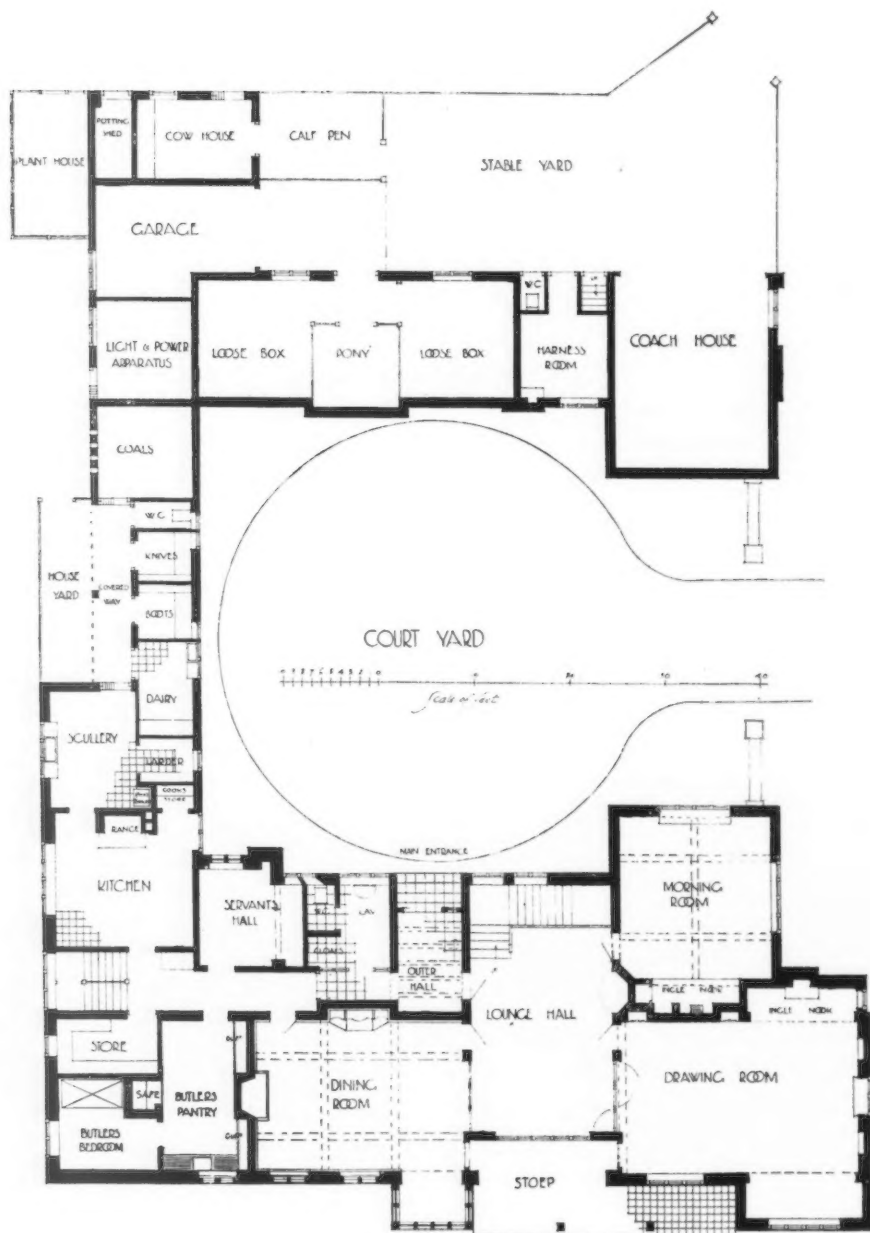 POTTING
SHED
COW HOUSE
CALF PEN
PLANT HOUSE
STABLE YARD
GARAGE
W.C
LIGHT & POWER
APPARATUS
LOOSE BOX
PONY
LOOSE BOX
HARNESS
ROOM
COACH HOUSE
COALS
W.C
KNIVES
HOUSE
YARD
COVERED
WAY
BOOTS
COURT YARD
Scale of feet
DAIRY
SCULLERY
LARDER
COOKS
STORE
RANGE
MAIN ENTRANCE
KITCHEN
SERVANTS
HALL
W.C
LAV
MORNING
ROOM
CLOAKS
OUTER
HALL
LOUNGE HALL
INGLE NOOK
INGLE NOOK
STORE
DINING
ROOM
DRAWING ROOM
SAFE
BUTLERS
PANTRY
CUPT
CUPT
BUTLERS
BEDROOM
STOEP